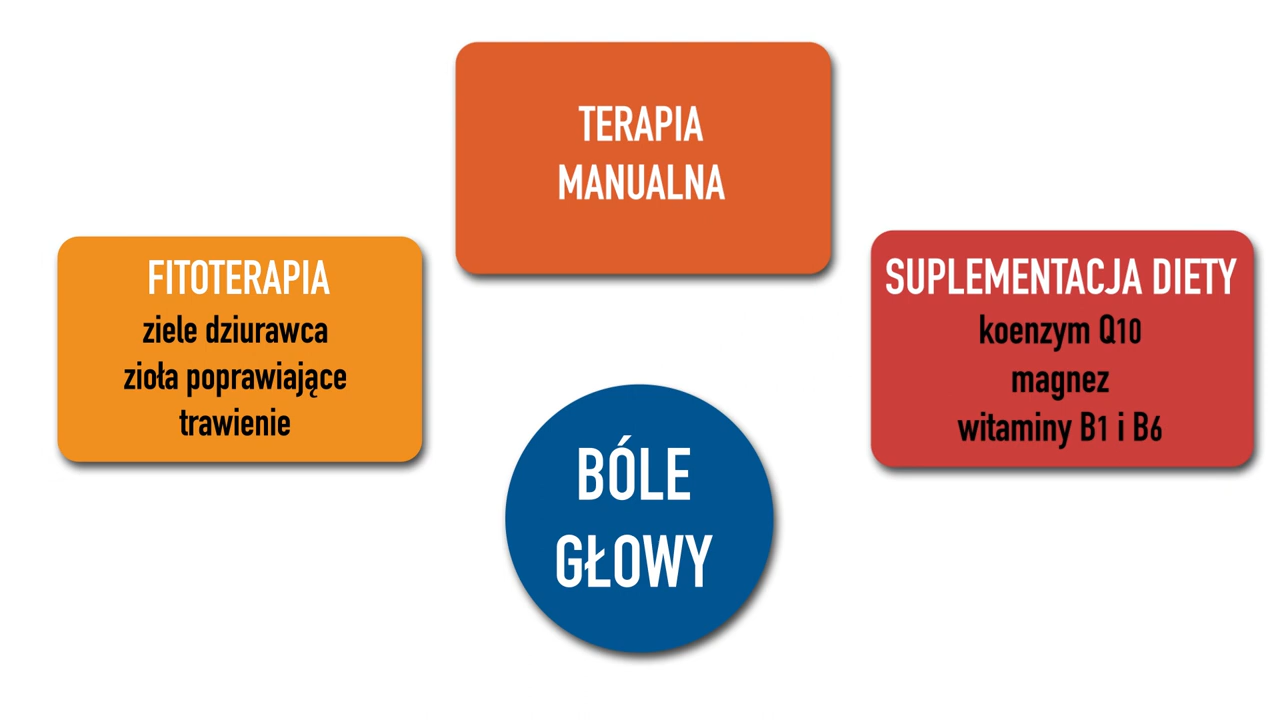 TERAPIA
MANUALNA
FITOTERAPIA
ziele dziurawca
zioła poprawiające
trawienie
SUPLEMENTACJA DIETY
koenzym Q10
magnez
witaminy B1 i B6
BÓLE
GŁOWY